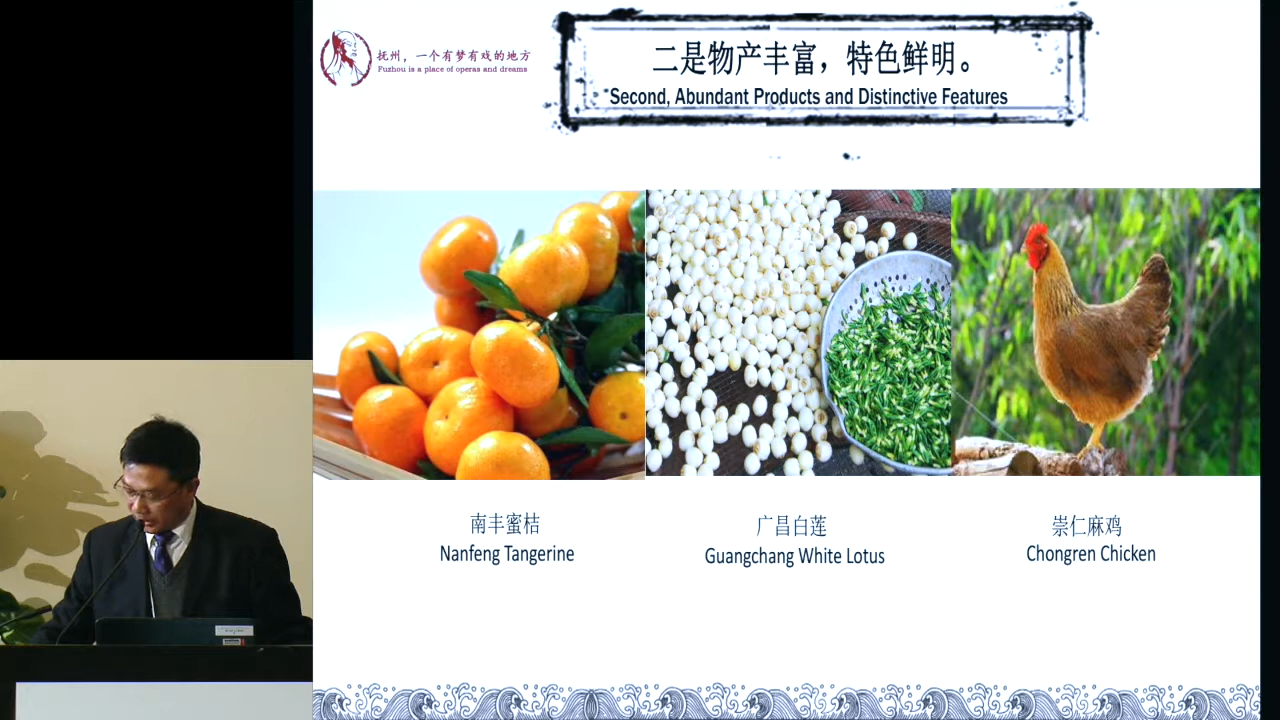 抚州，一个有梦有戏的地方
Fuzhou is a place of operas and dreams
二是物产丰富，特色鲜明。
Second, Abundant Products and Distinctive Features
南丰蜜桔
Nanfeng Tangerine
广昌白莲
Guangchang White Lotus
崇仁麻鸡
Chongren Chicken